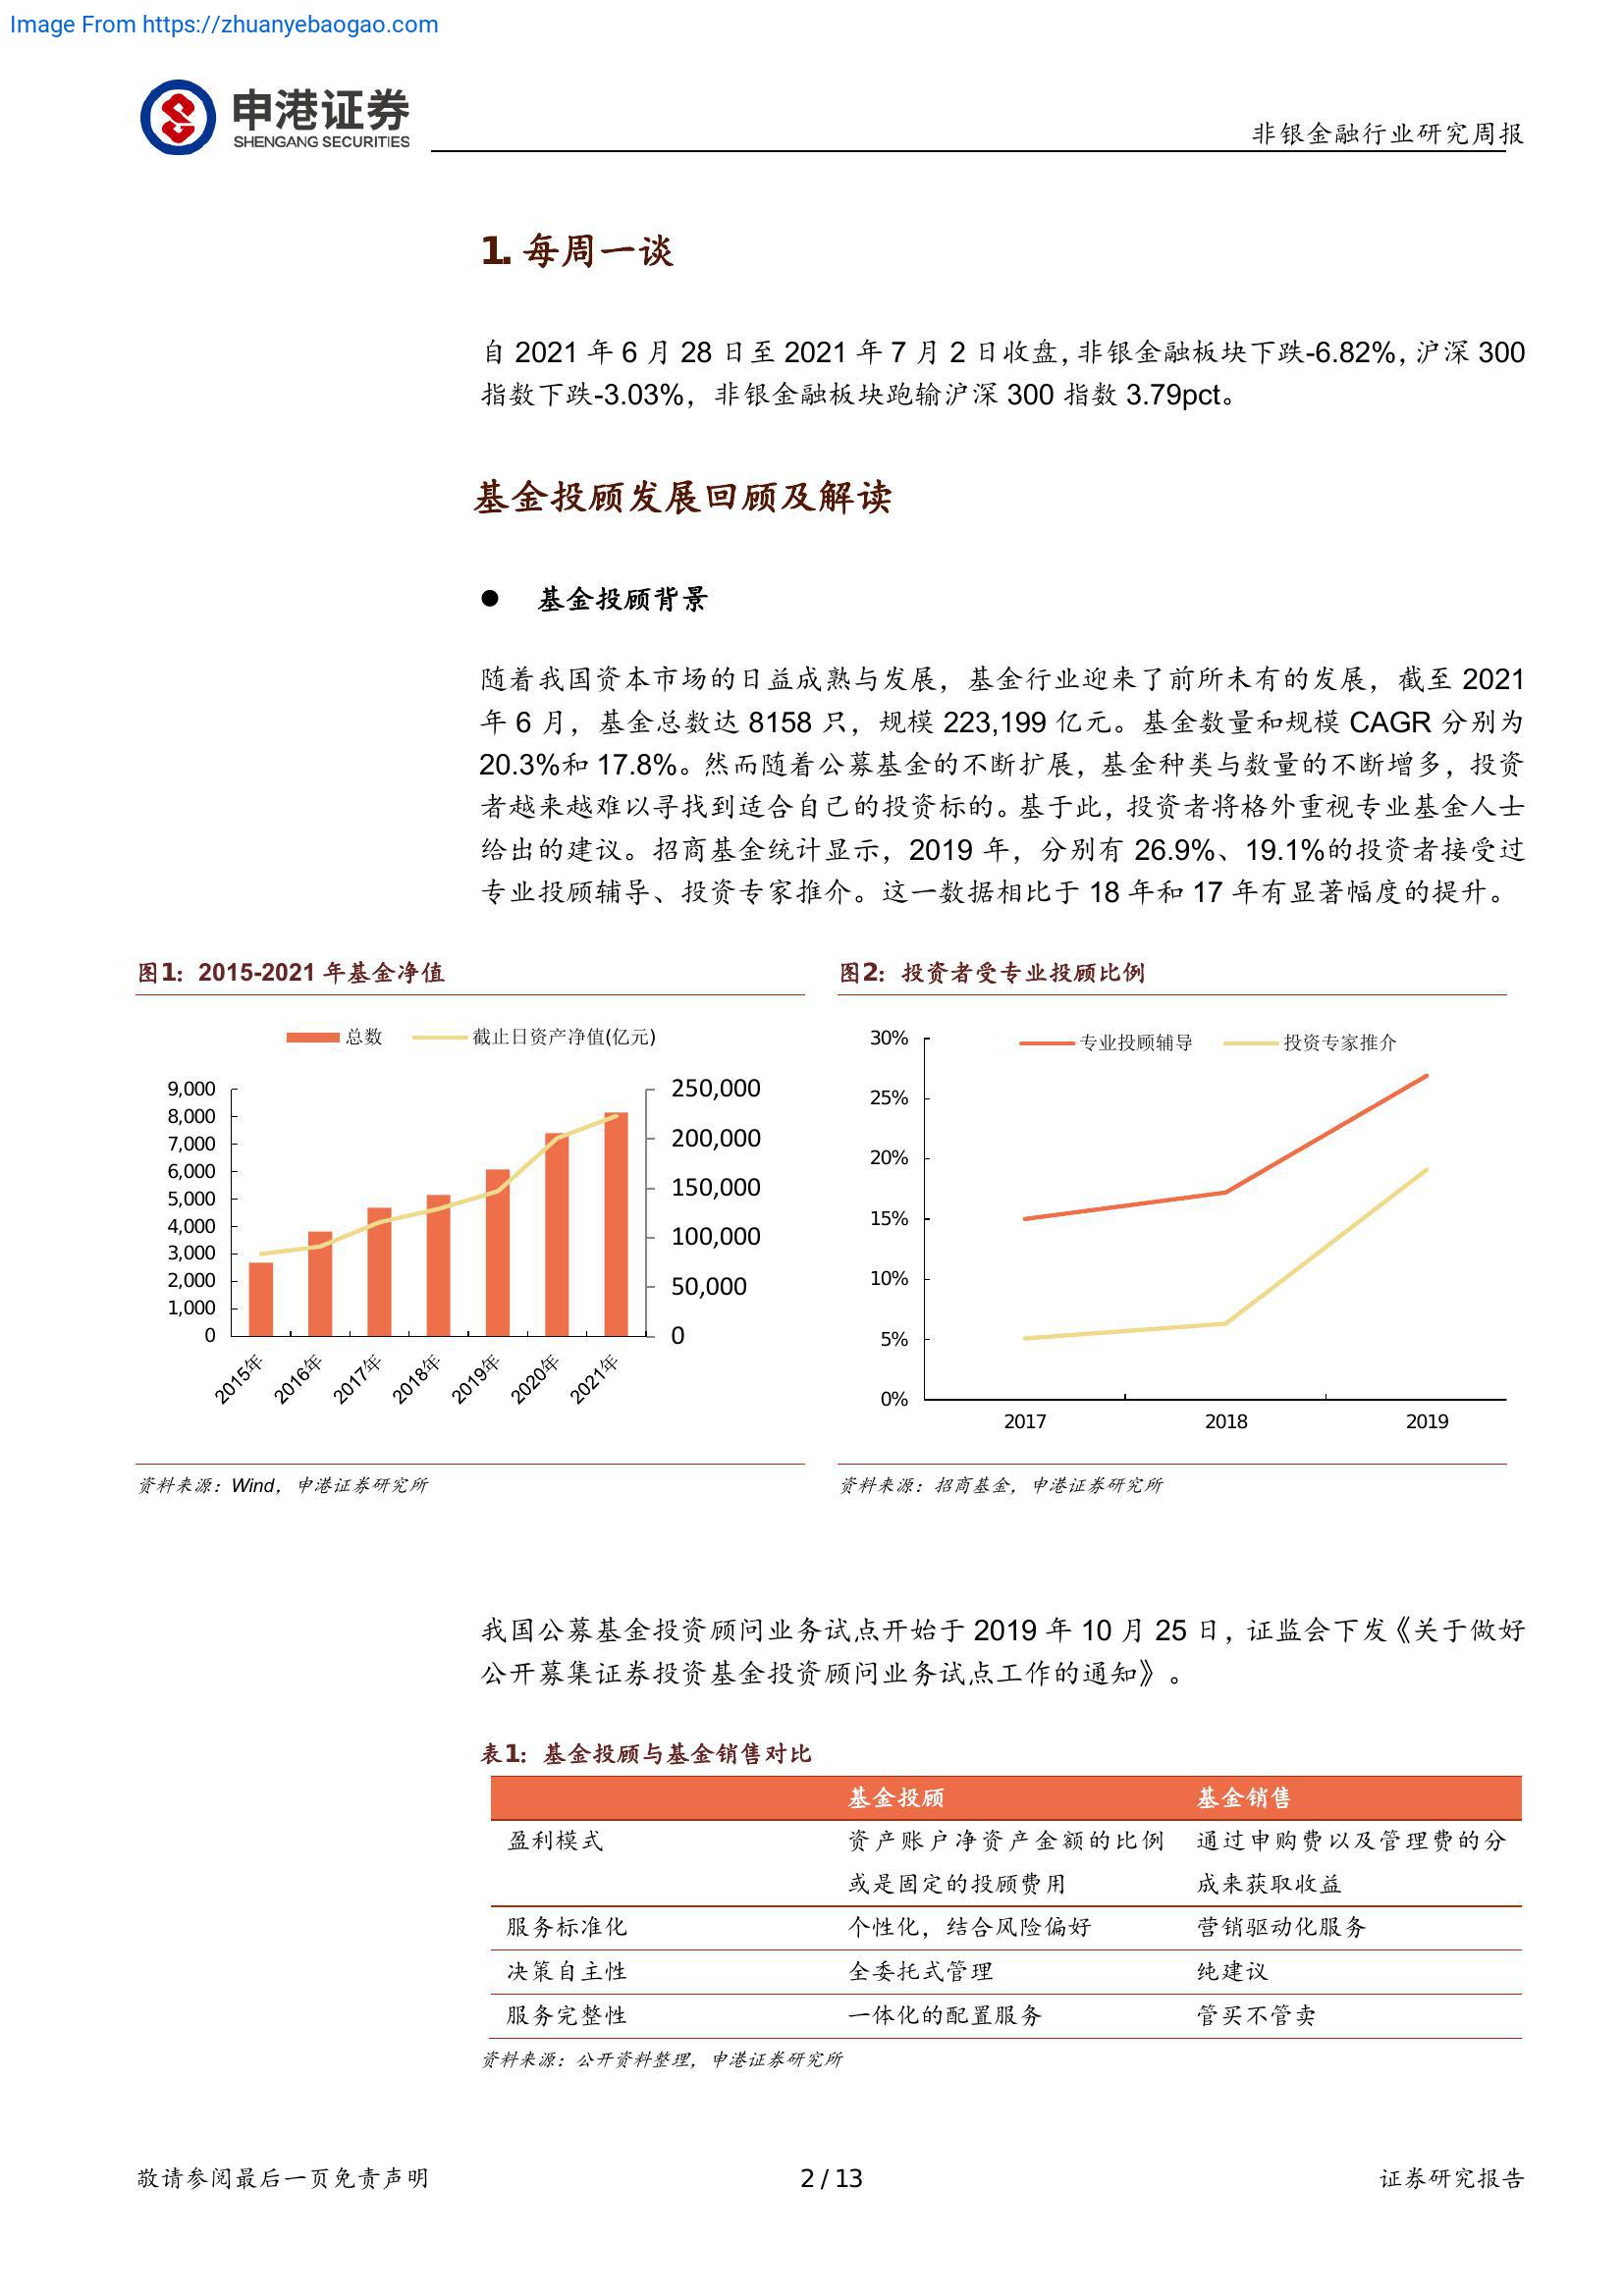 Image From https://zhuanyebaogao.com
申港证券
SHENGANG SECURITIES
非银金融行业研究周报
1. 每周一谈
自 2021 年 6 月 28 日至 2021 年 7 月 2 日收盘，非银金融板块下跌-6.82%，沪深 300
指数下跌-3.03%，非银金融板块跑输沪深 300 指数 3.79pct。
基金投顾发展回顾及解读
● 基金投顾背景
随着我国资本市场的日益成熟与发展，基金行业迎来了前所未有的发展，截至 2021
年 6 月，基金总数达 8158 只，规模 223,199 亿元。基金数量和规模 CAGR 分别为
20.3%和 17.8%。然而随着公募基金的不断扩展，基金种类与数量的不断增多，投资
者越来越难以寻找到适合自己的投资标的。基于此，投资者将格外重视专业基金人士
给出的建议。招商基金统计显示，2019 年，分别有 26.9%、19.1%的投资者接受过
专业投顾辅导、投资专家推介。这一数据相比于 18 年和 17 年有显著幅度的提升。
图1：2015-2021 年基金净值
总数 截止日资产净值(亿元)
9,000
8,000
7,000
6,000
5,000
4,000
3,000
2,000
1,000
0
250,000
200,000
150,000
100,000
50,000
0
2015年 2016年 2017年 2018年 2019年 2020年 2021年
资料来源：Wind，申港证券研究所
图2：投资者受专业投顾比例
专业投顾辅导 投资专家推介
30%
25%
20%
15%
10%
5%
0%
2017 2018 2019
资料来源：招商基金，申港证券研究所
我国公募基金投资顾问业务试点开始于 2019 年 10 月 25 日，证监会下发《关于做好
公开募集证券投资基金投资顾问业务试点工作的通知》。
表1：基金投顾与基金销售对比
基金投顾 基金销售
盈利模式 资产账户净资产金额的比例 通过申购费以及管理费的分
或是固定的投顾费用 成来获取收益
服务标准化 个性化，结合风险偏好 营销驱动化服务
决策自主性 全委托式管理 纯建议
服务完整性 一体化的配置服务 管买不管卖
资料来源：公开资料整理，申港证券研究所
敬请参阅最后一页免责声明 2 / 13 证券研究报告